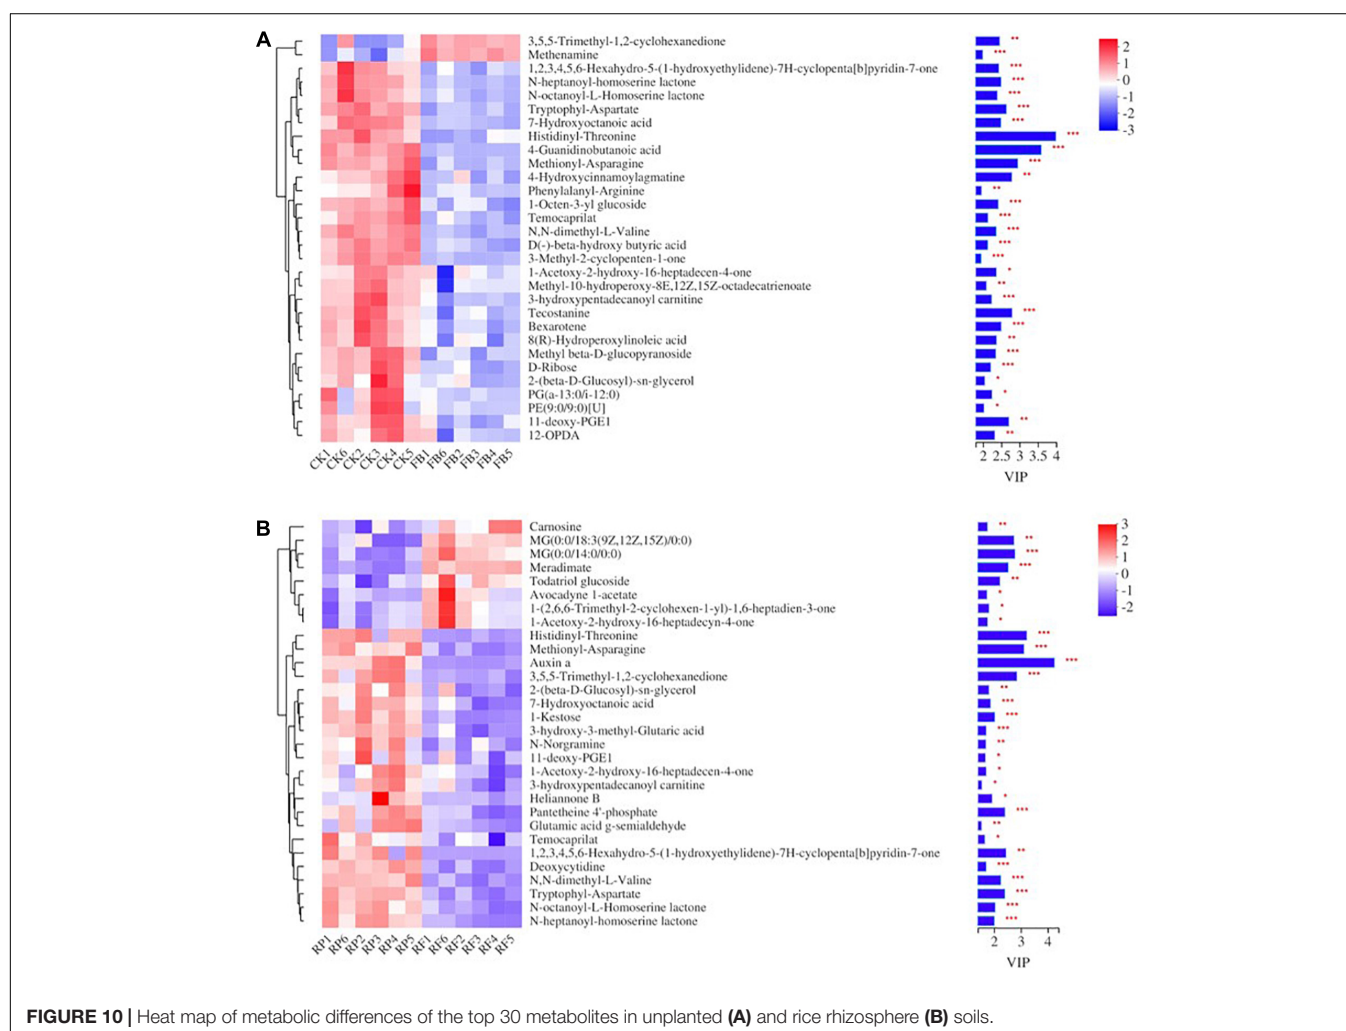 A
3,5,5-Trimethyl-1,2-cyclohexanedione **
Methenamine ***
1,2,3,4,5,6-Hexahydro-5-(1-hydroxyethylidene)-7H-cyclopenta[b]pyridin-7-one ***
N-heptanoyl-homoserine lactone ***
N-octanoyl-L-Homoserine lactone ***
Tryptophyl-Aspartate ***
7-Hydroxyoctanoic acid ***
Histidinyl-Threonine ***
4-Guanidinobutanoic acid ***
Methionyl-Asparagine ***
4-Hydroxycinnamoylagmatine **
Phenylalanyl-Arginine **
1-Octen-3-yl glucoside ***
Temocaprilat ***
N,N-dimethyl-L-Valine ***
D(-)-beta-hydroxy butyric acid ***
3-Methyl-2-cyclopenten-1-one ***
1-Acetoxy-2-hydroxy-16-heptadecen-4-one *
Methyl-10-hydroperoxy-8E,12Z,15Z-octadecatrienoate **
3-hydroxypentadecanoyl carnitine ***
Tecostanine ***
Bexarotene ***
8(R)-Hydroperoxylinoleic acid **
Methyl beta-D-glucopyranoside ***
D-Ribose ***
2-(beta-D-Glucosyl)-sn-glycerol *
PG(a-13:0/i-12:0) *
PE(9:0/9:0)[U] *
11-deoxy-PGE1 **
12-OPDA **
CK1 CK6 CK2 CK3 CK4 CK5 FB1 FB6 FB2 FB3 FB4 FB5
2 2.5 3 3.5 4
VIP
2
1
0
-1
-2
-3
B
Carnosine **
MG(0:0/18:3(9Z,12Z,15Z)/0:0) **
MG(0:0/14:0/0:0) ***
Meradimate ***
Todatriol glucoside **
Avocadyne 1-acetate *
1-(2,6,6-Trimethyl-2-cyclohexen-1-yl)-1,6-heptadien-3-one *
1-Acetoxy-2-hydroxy-16-heptadecyn-4-one *
Histidinyl-Threonine ***
Methionyl-Asparagine ***
Auxin a ***
3,5,5-Trimethyl-1,2-cyclohexanedione ***
2-(beta-D-Glucosyl)-sn-glycerol **
7-Hydroxyoctanoic acid ***
1-Kestose ***
3-hydroxy-3-methyl-Glutaric acid ***
N-Norgramine **
11-deoxy-PGE1 *
1-Acetoxy-2-hydroxy-16-heptadecen-4-one *
3-hydroxypentadecanoyl carnitine *
Heliannone B *
Pantetheine 4'-phosphate ***
Glutamic acid g-semialdehyde **
Temocaprilat *
1,2,3,4,5,6-Hexahydro-5-(1-hydroxyethylidene)-7H-cyclopenta[b]pyridin-7-one **
Deoxycytidine ***
N,N-dimethyl-L-Valine ***
Tryptophyl-Aspartate ***
N-octanoyl-L-Homoserine lactone ***
N-heptanoyl-homoserine lactone ***
RP1 RP6 RP2 RP3 RP4 RP5 RF1 RF6 RF2 RF3 RF4 RF5
2 3 4
VIP
3
2
1
0
-1
-2
FIGURE 10 | Heat map of metabolic differences of the top 30 metabolites in unplanted (A) and rice rhizosphere (B) soils.